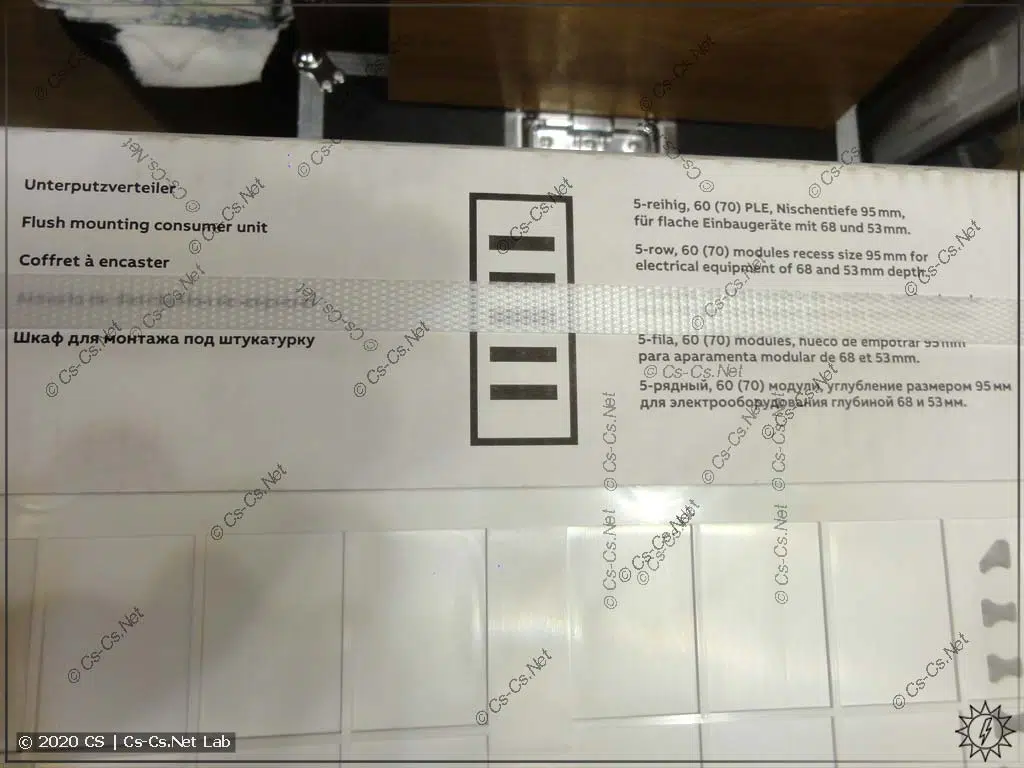 Unterputzverteiler
Flush mounting consumer unit
Coffret à encaster
Шкаф для монтажа под штукатурку
5-reihig, 60 (70) PLE, Nischentiefe 95 mm,
für flache Einbaugeräte mit 68 und 53 mm.
5-row, 60 (70) modules recess size 95 mm for
electrical equipment of 68 and 53 mm depth.
5-fila, 60 (70) modules, hueco de empotrar 95 mm
para aparamenta modular de 68 et 53 mm.
5-рядный, 60 (70) модули, углубление размером 95 мм
для электрооборудования глубиной 68 и 53 мм.
© Cs-Cs.Net
© 2020 CS | Cs-Cs.Net Lab